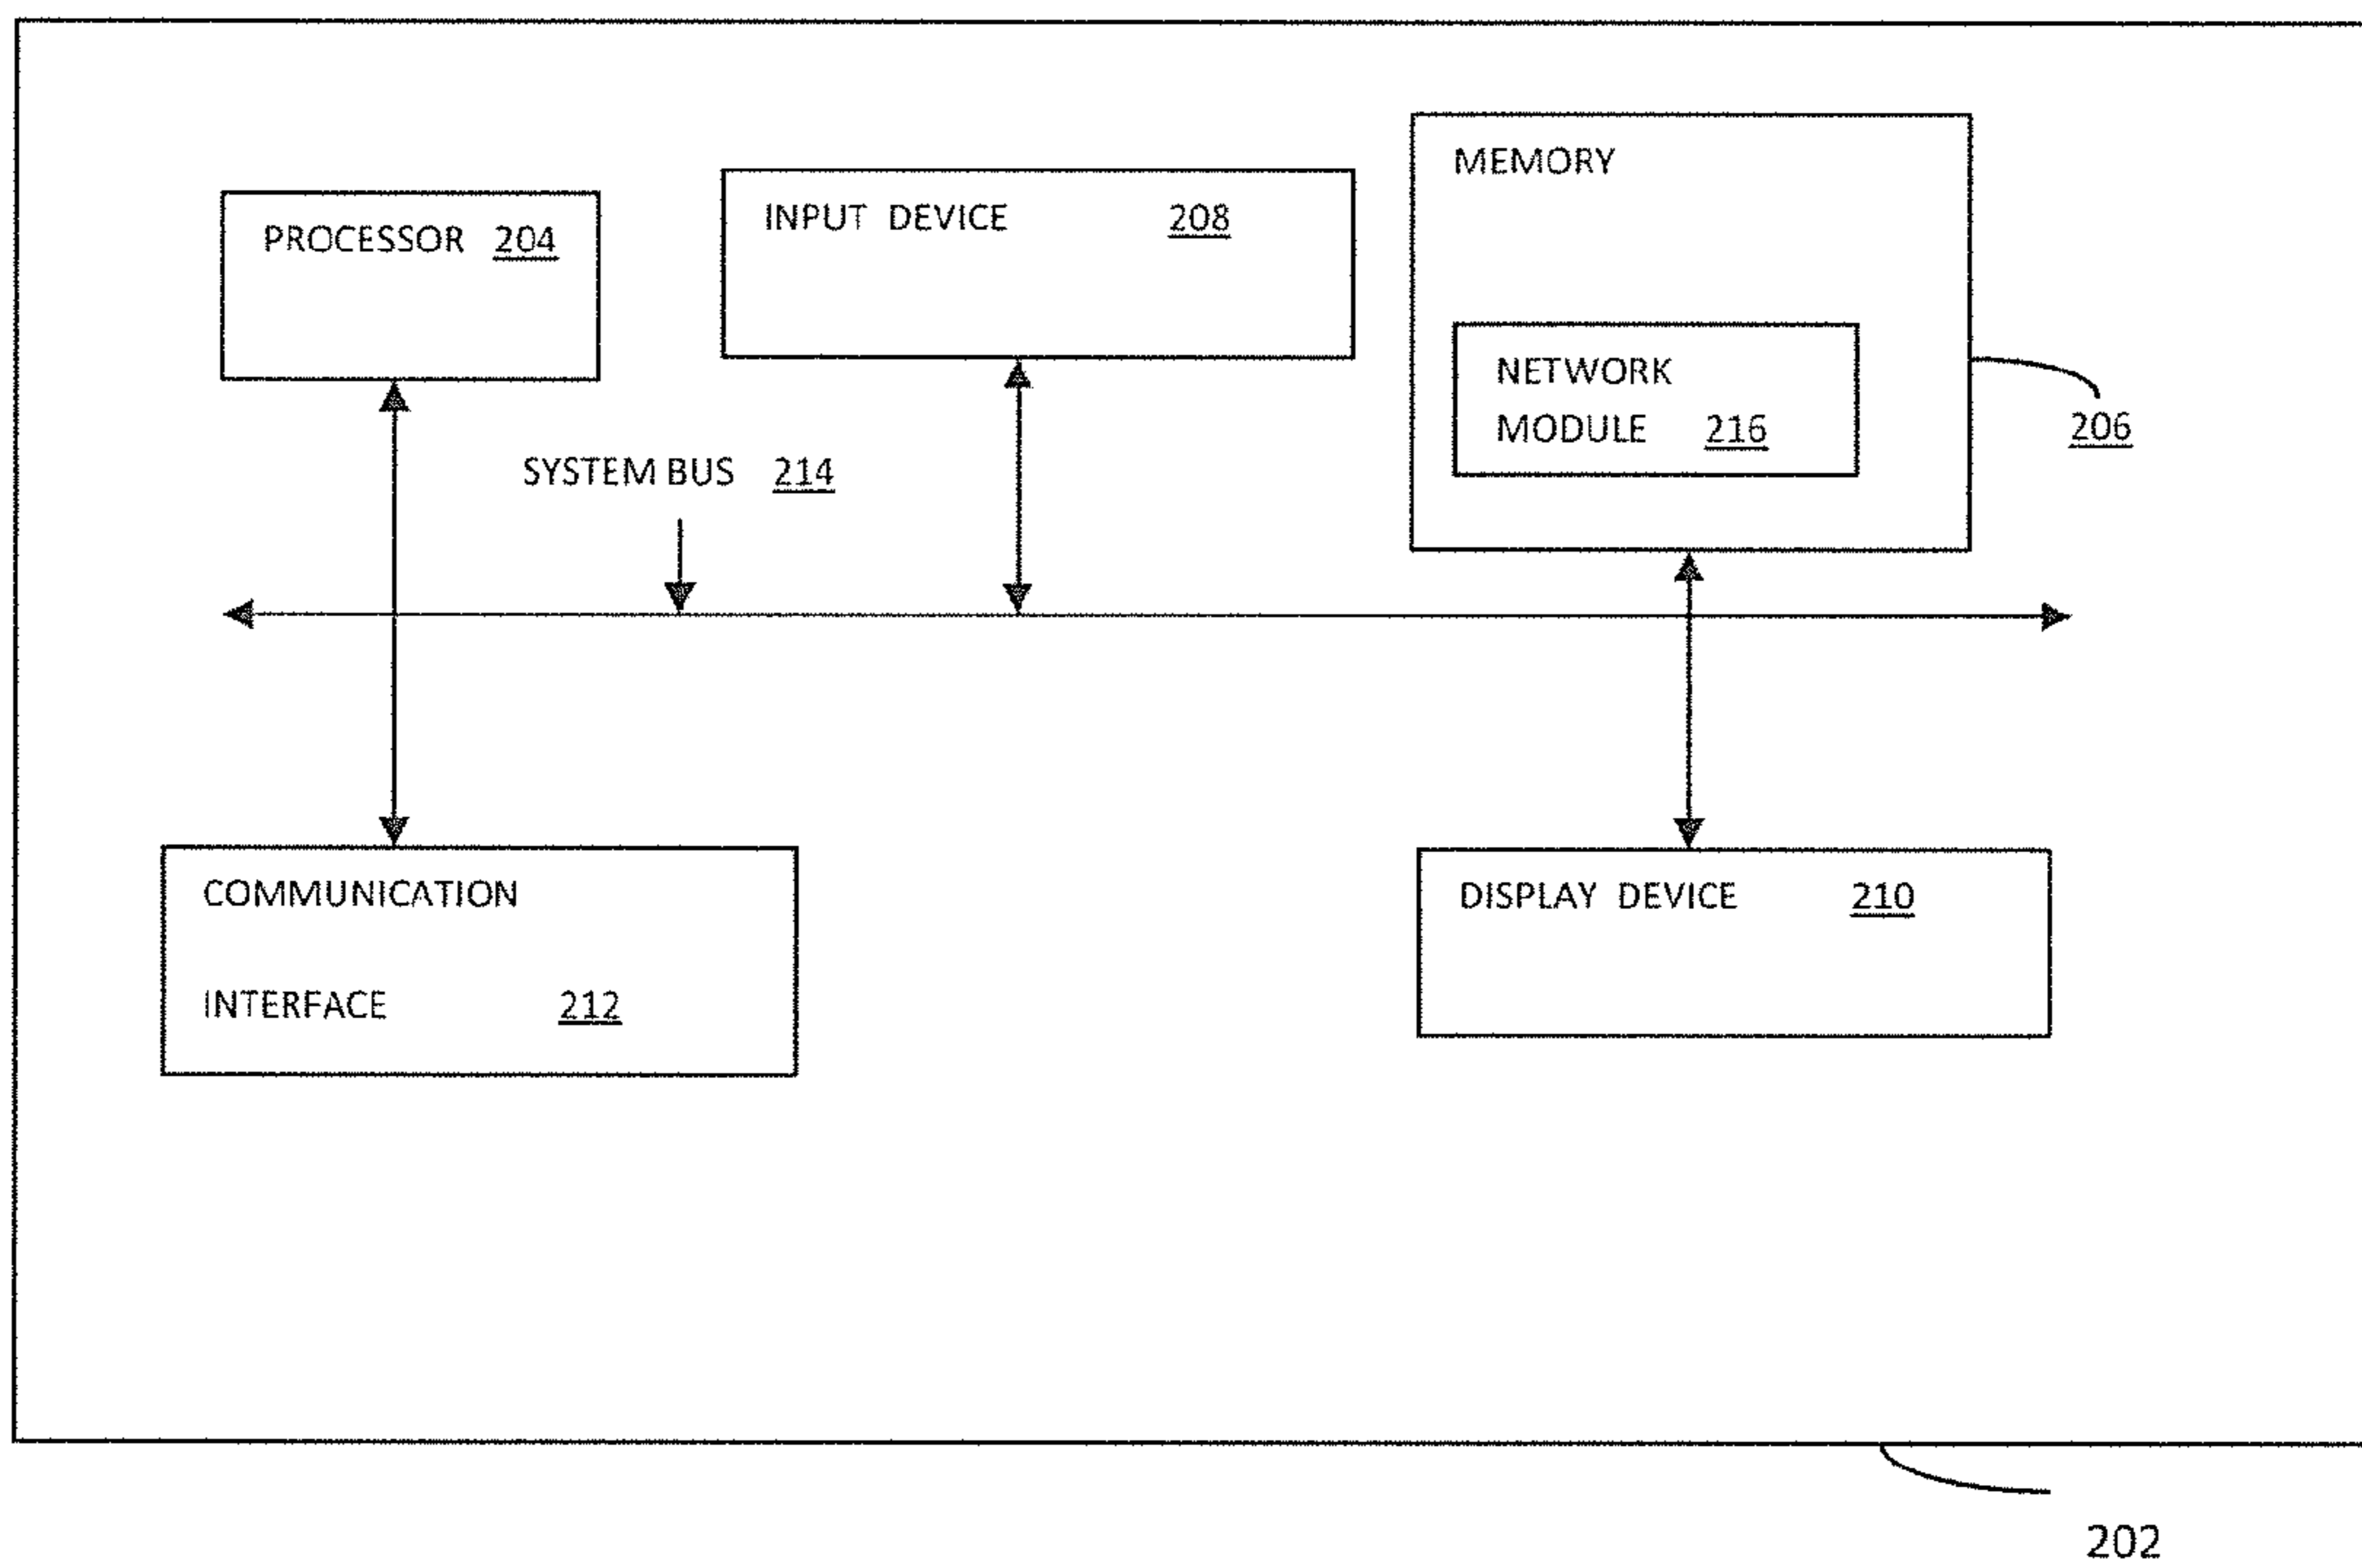 PROCESSOR 204
INPUT DEVICE 208
MEMORY
NETWORK
MODULE 216
206
SYSTEM BUS 214
COMMUNICATION
INTERFACE 212
DISPLAY DEVICE 210
202